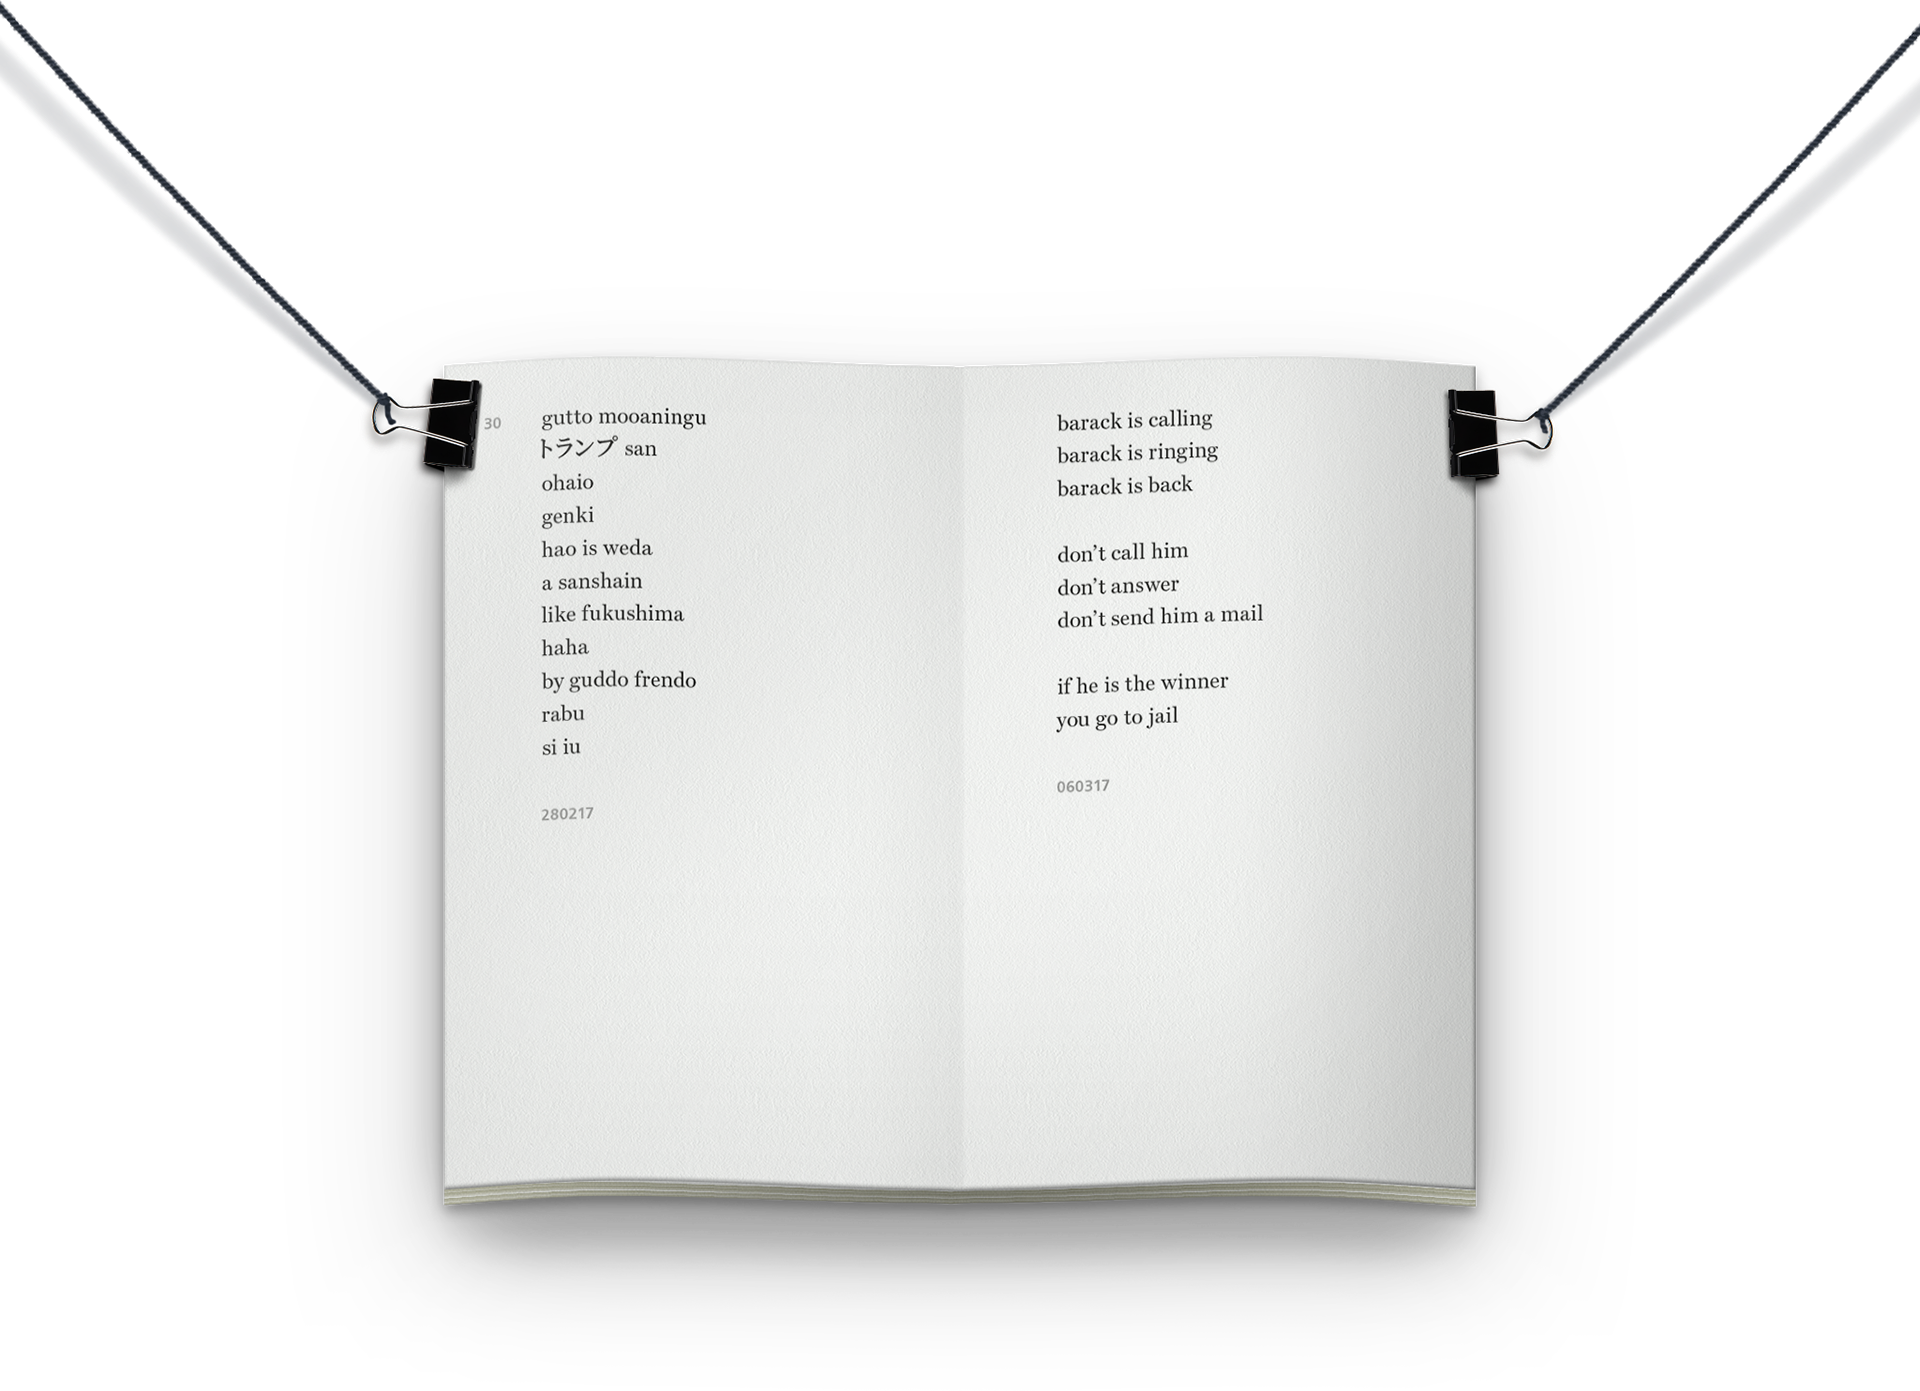 30
gutto mooaningu
トランプ san
ohaio
genki
hao is weda
a sanshain
like fukushima
haha
by guddo frendo
rabu
si iu
280217
barack is calling
barack is ringing
barack is back
don’t call him
don’t answer
don’t send him a mail
if he is the winner
you go to jail
060317